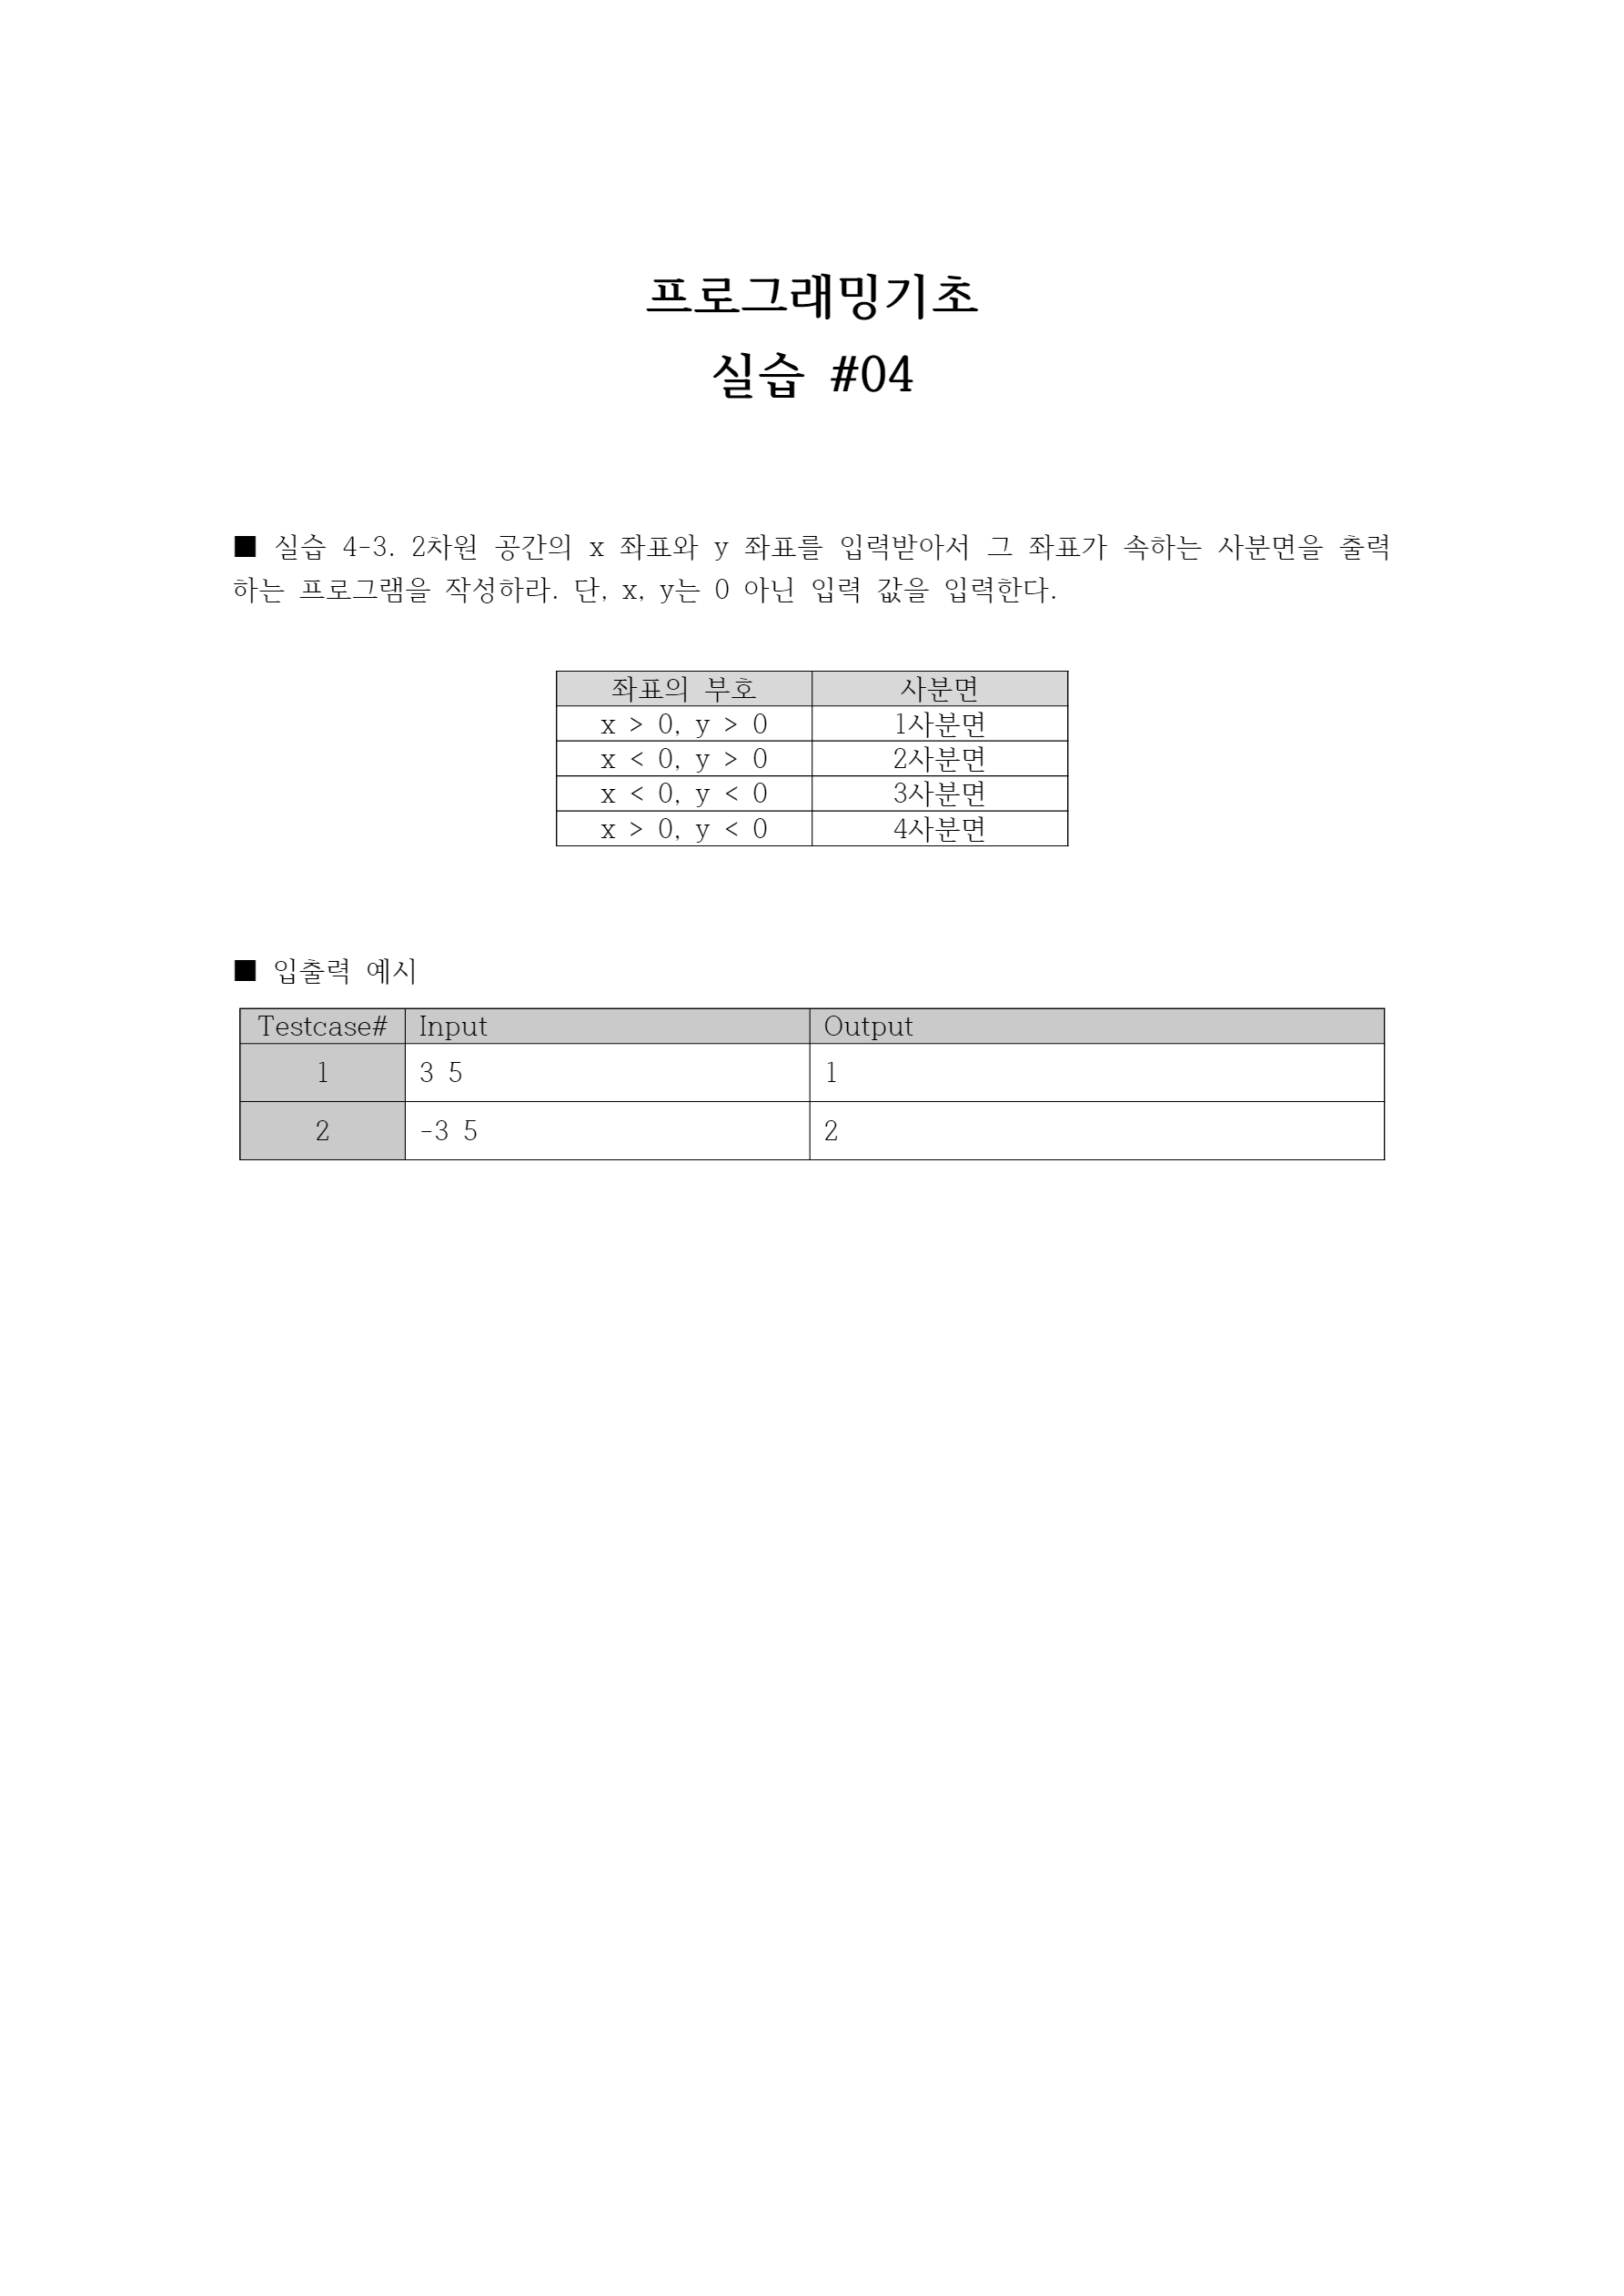 프로그래밍기초
실습 #04
■ 실습 4-3. 2차원 공간의 x 좌표와 y 좌표를 입력받아서 그 좌표가 속하는 사분면을 출력
하는 프로그램을 작성하라. 단, x, y는 0 아닌 입력 값을 입력한다.
좌표의 부호 사분면
x > 0, y > 0 1사분면
x < 0, y > 0 2사분면
x < 0, y < 0 3사분면
x > 0, y < 0 4사분면
■ 입출력 예시
Testcase# Input Output
1 3 5 1
2 -3 5 2